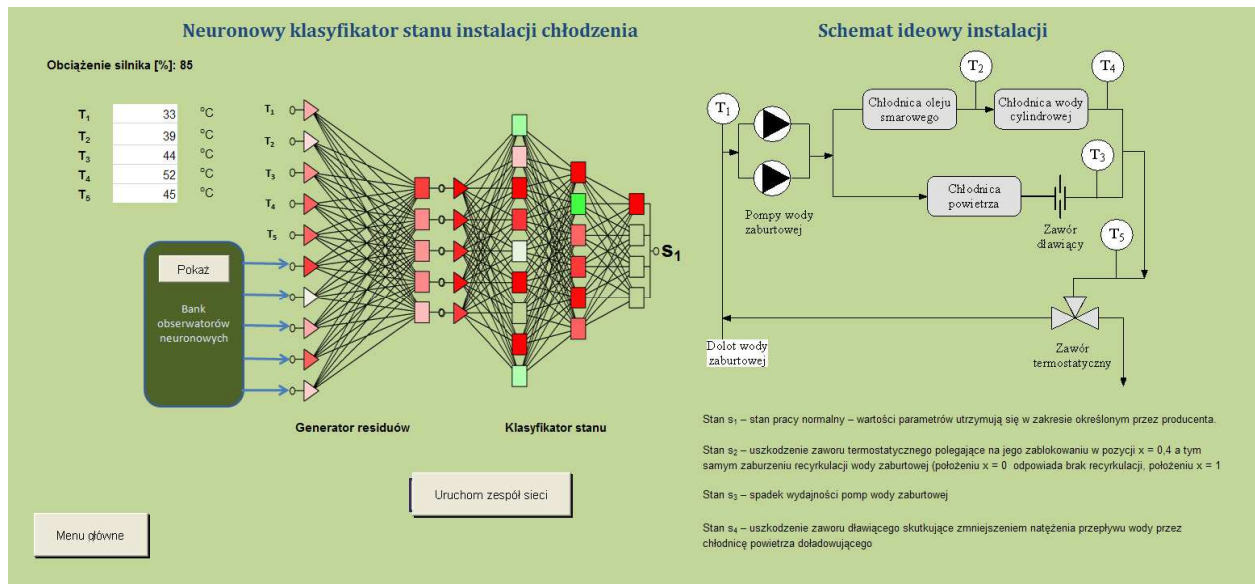 Neuronowy klasyfikator stanu instalacji chłodzenia
Obciążenie silnika [%]: 85
T1 33 °C
T2 39 °C
T3 44 °C
T4 52 °C
T5 45 °C
T1
T2
T3
T4
T5
Pokaż
Bank
obserwatorów
neuronowych
S1
Generator residuów
Klasyfikator stanu
Uruchom zespół sieci
Menu główne
Schemat ideowy instalacji
T2
T4
T1
Chłodnica oleju
smarowego
Chłodnica wody
cylindrowej
T3
Chłodnica
powietrza
Pompy wody
zaburtowej
Zawór
dławiący
T5
Dolot wody
zaburtowej
Zawór
termostatyczny
Stan s1 – stan pracy normalny – wartości parametrów utrzymują się w zakresie określonym przez producenta.
Stan s2 – uszkodzenie zaworu termostatycznego polegające na jego zablokowaniu w pozycji x = 0,4 a tym
samym zaburzeniu recyrkulacji wody zaburtowej (położeniu x = 0 odpowiada brak recyrkulacji, położeniu x = 1
Stan s3 – spadek wydajności pomp wody zaburtowej
Stan s4 – uszkodzenie zaworu dławiącego skutkujące zmniejszeniem natężenia przepływu wody przez
chłodnicę powietrza doładowującego